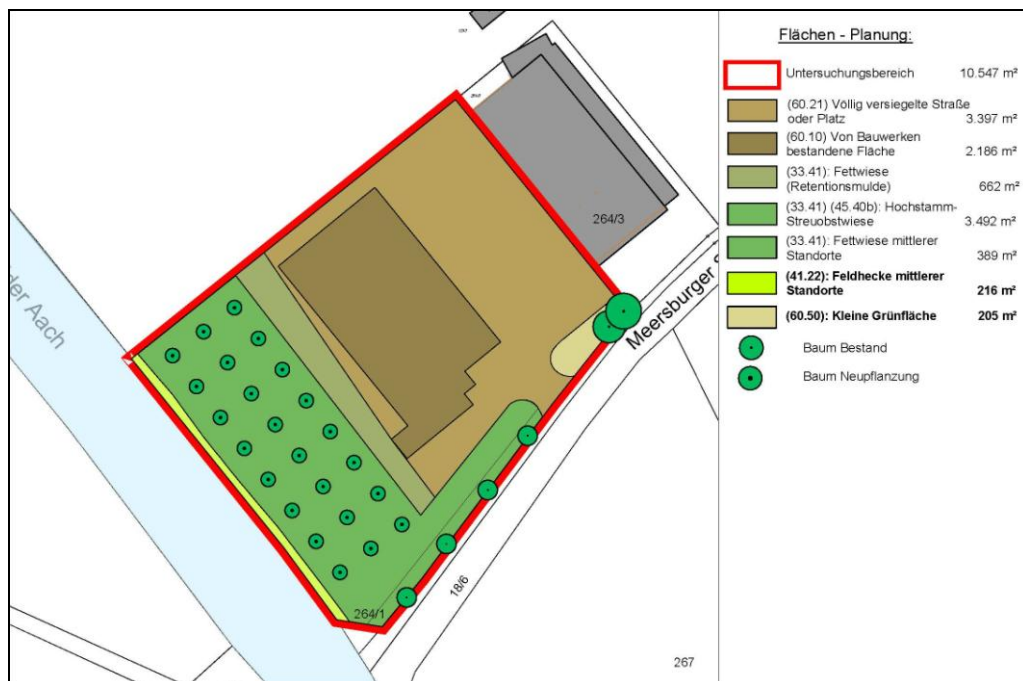 der Aach
264/3
Meersburger S
264/1
18/6
267
Flächen - Planung:
Untersuchungsbereich 10.547 m²
(60.21) Völlig versiegelte Straße
oder Platz 3.397 m²
(60.10) Von Bauwerken
bestandene Fläche 2.186 m²
(33.41): Fettwiese
(Retentionsmulde) 662 m²
(33.41) (45.40b): Hochstamm-
Streuobstwiese 3.492 m²
(33.41): Fettwiese mittlerer
Standorte 389 m²
(41.22): Feldhecke mittlerer
Standorte 216 m²
(60.50): Kleine Grünfläche 205 m²
Baum Bestand
Baum Neupflanzung